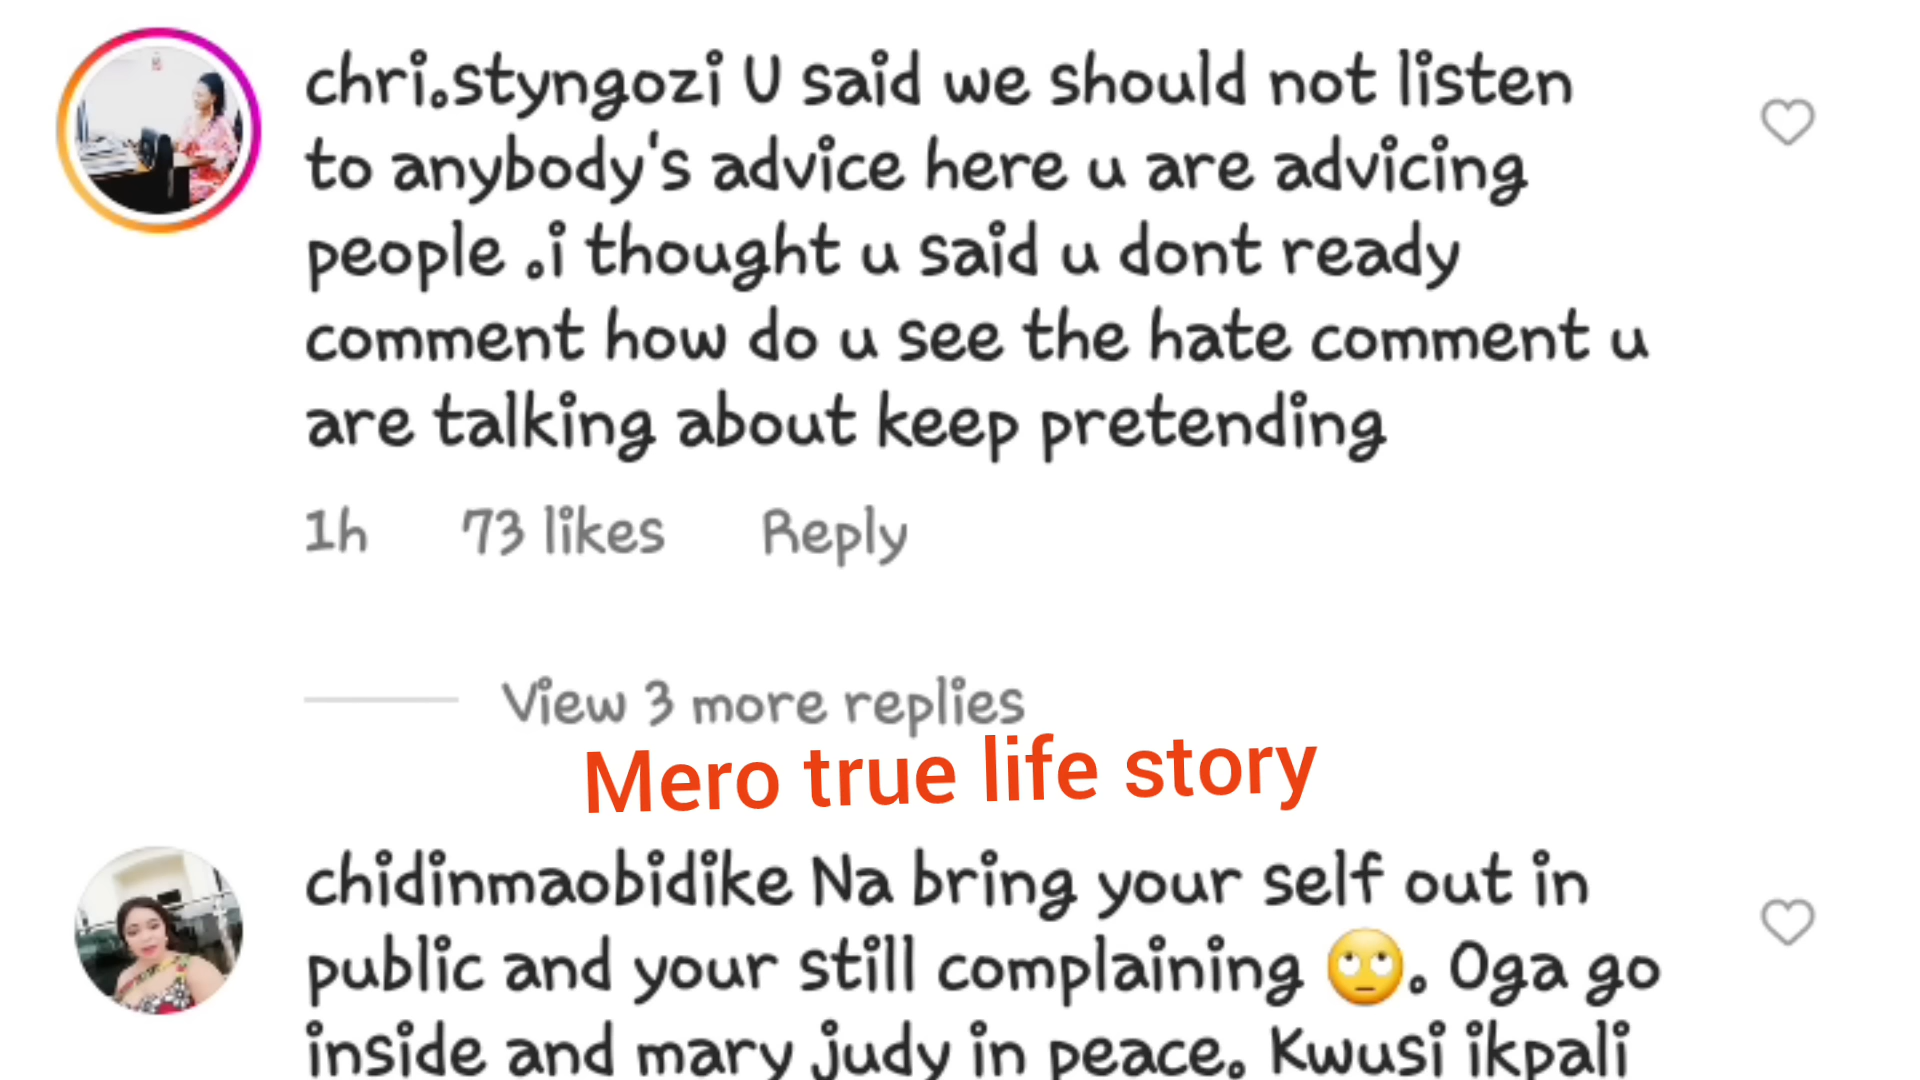 chri.styngozi U said we should not listen
to anybody's advice here u are advicing
people .i thought u said u dont ready
comment how do u see the hate comment u
are talking about keep pretending
1h 73 likes Reply
View 3 more replies
Mero true life story
chidinmaobidike Na bring your self out in
public and your still complaining 🙄. Oga go
inside and mary judy in peace. Kwusi ikpali